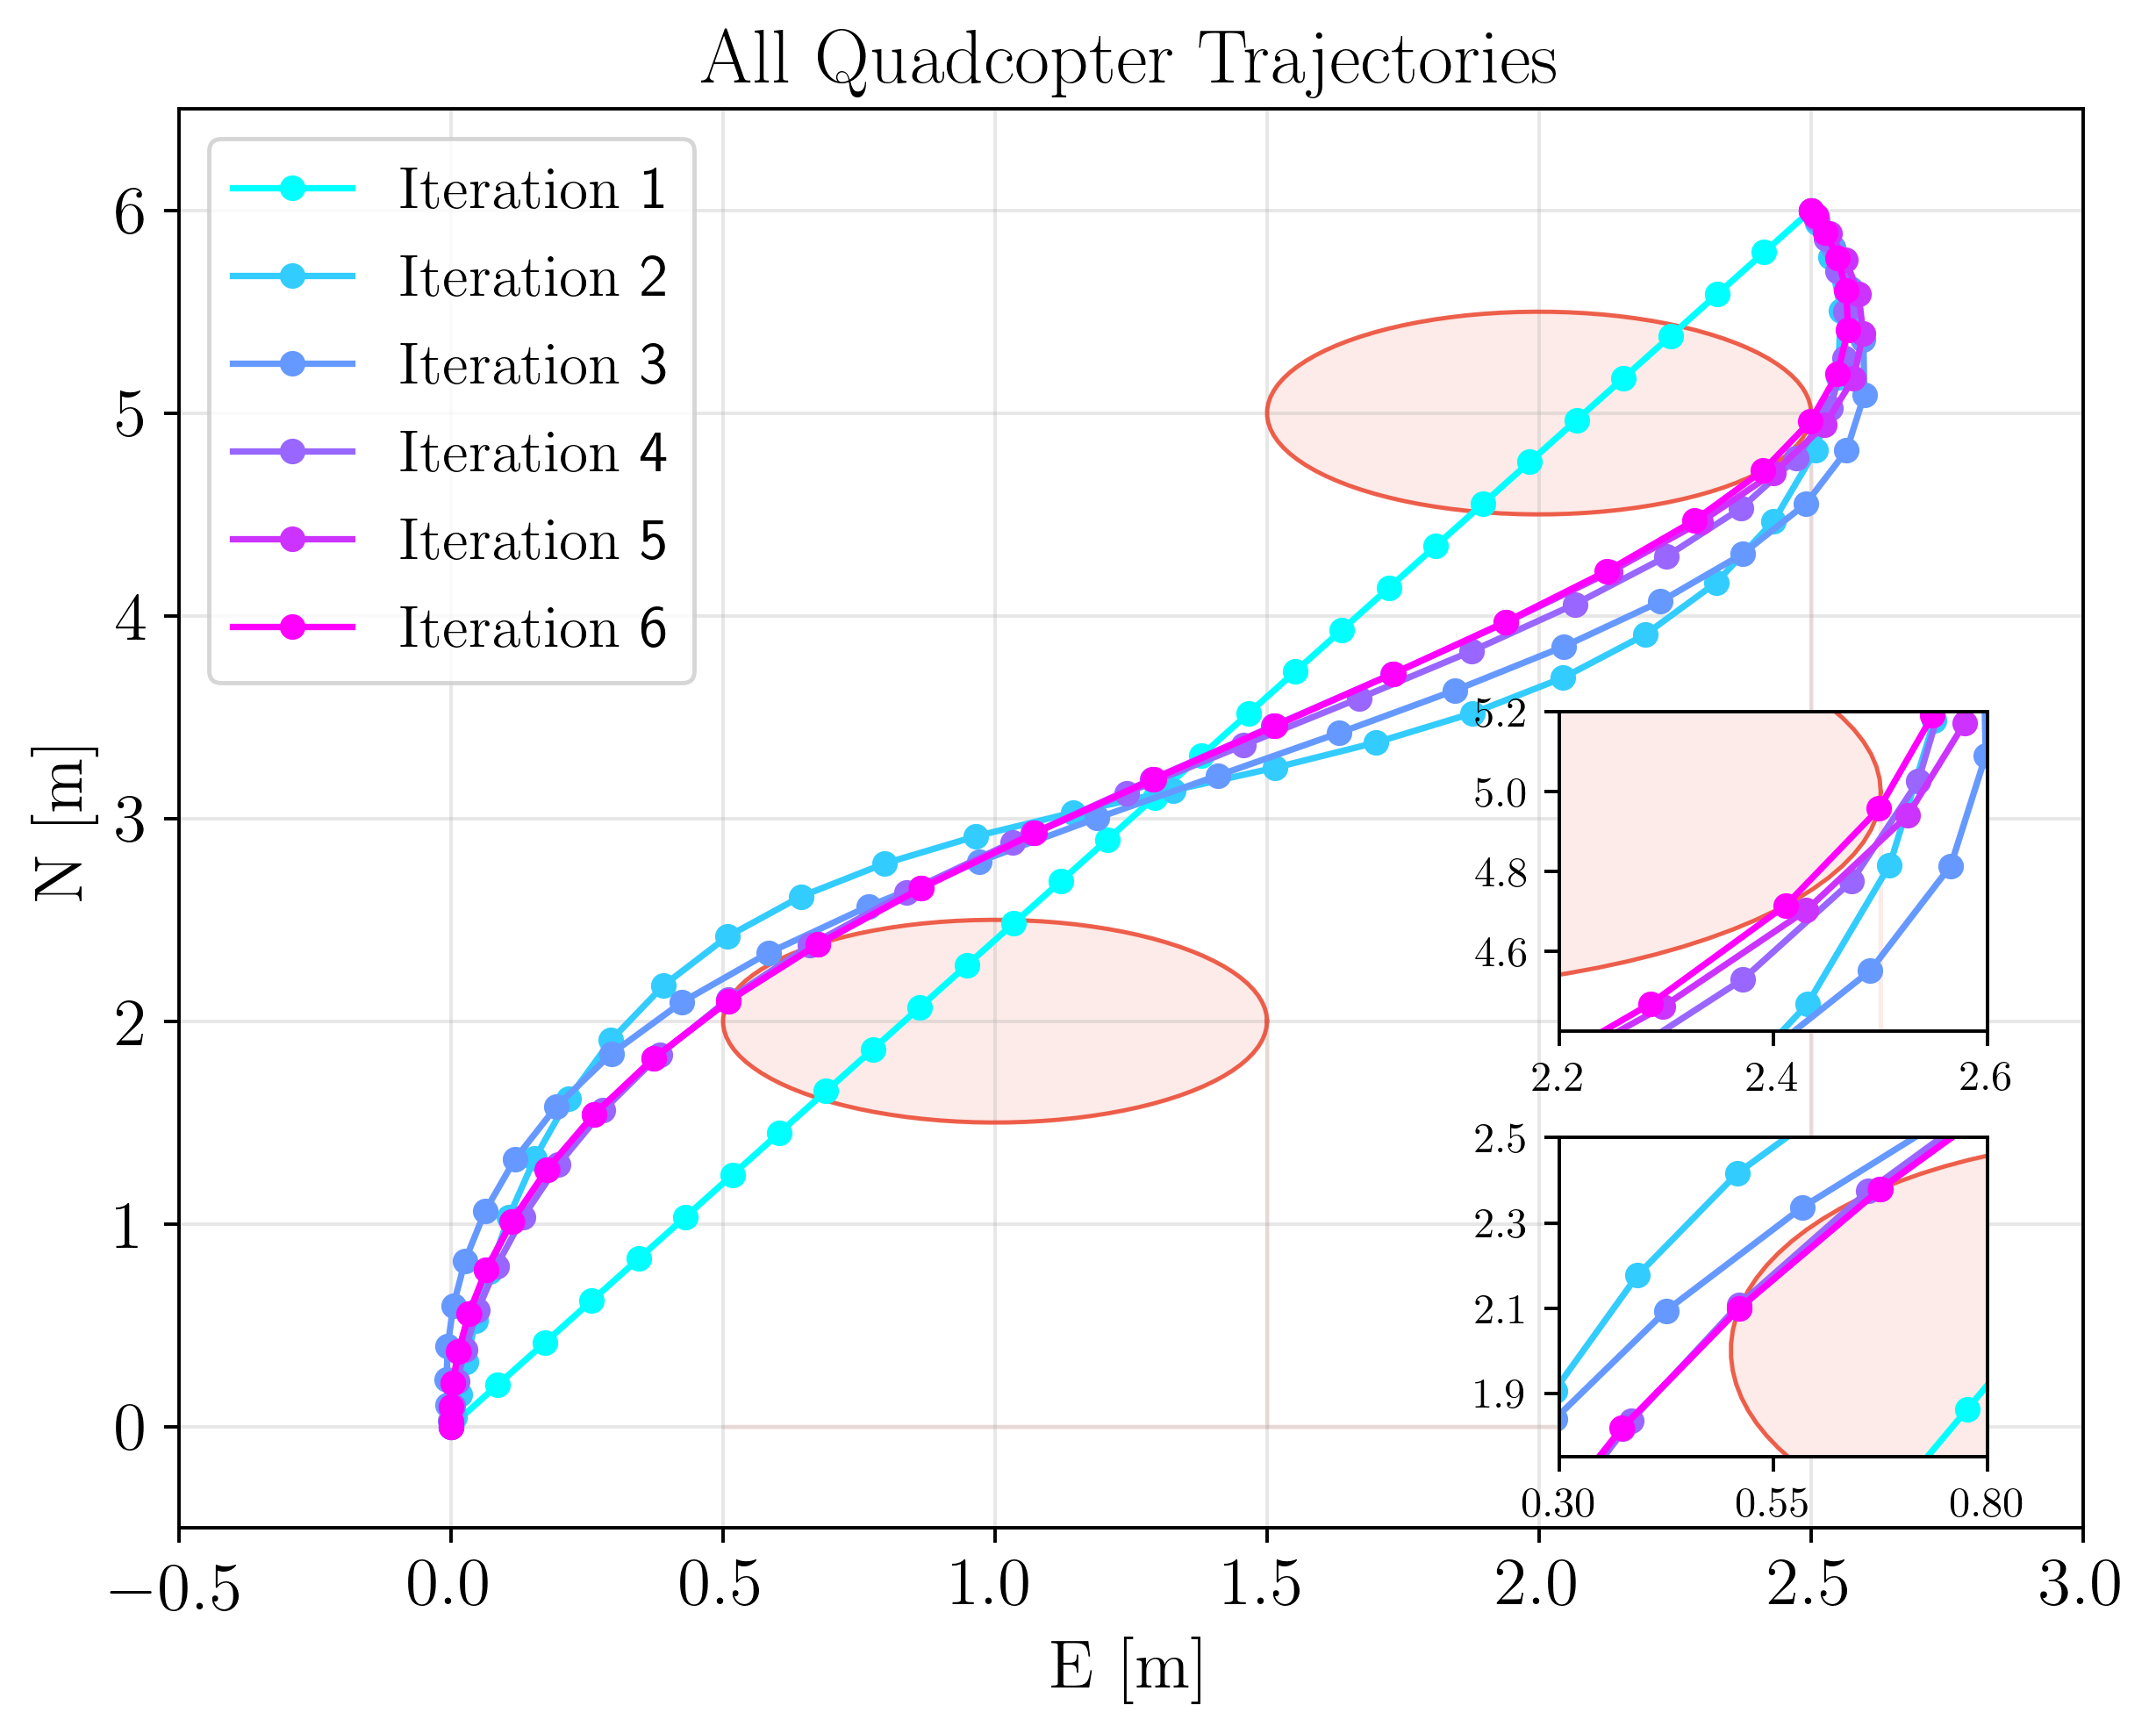 All Quadcopter Trajectories
Iteration 1
Iteration 2
Iteration 3
Iteration 4
Iteration 5
Iteration 6
N [m]
6
5
4
3
2
1
0
5.2
5.0
4.8
4.6
2.2 2.4 2.6
2.5
2.3
2.1
1.9
0.30 0.55 0.80
−0.5 0.0 0.5 1.0 1.5 2.0 2.5 3.0
E [m]